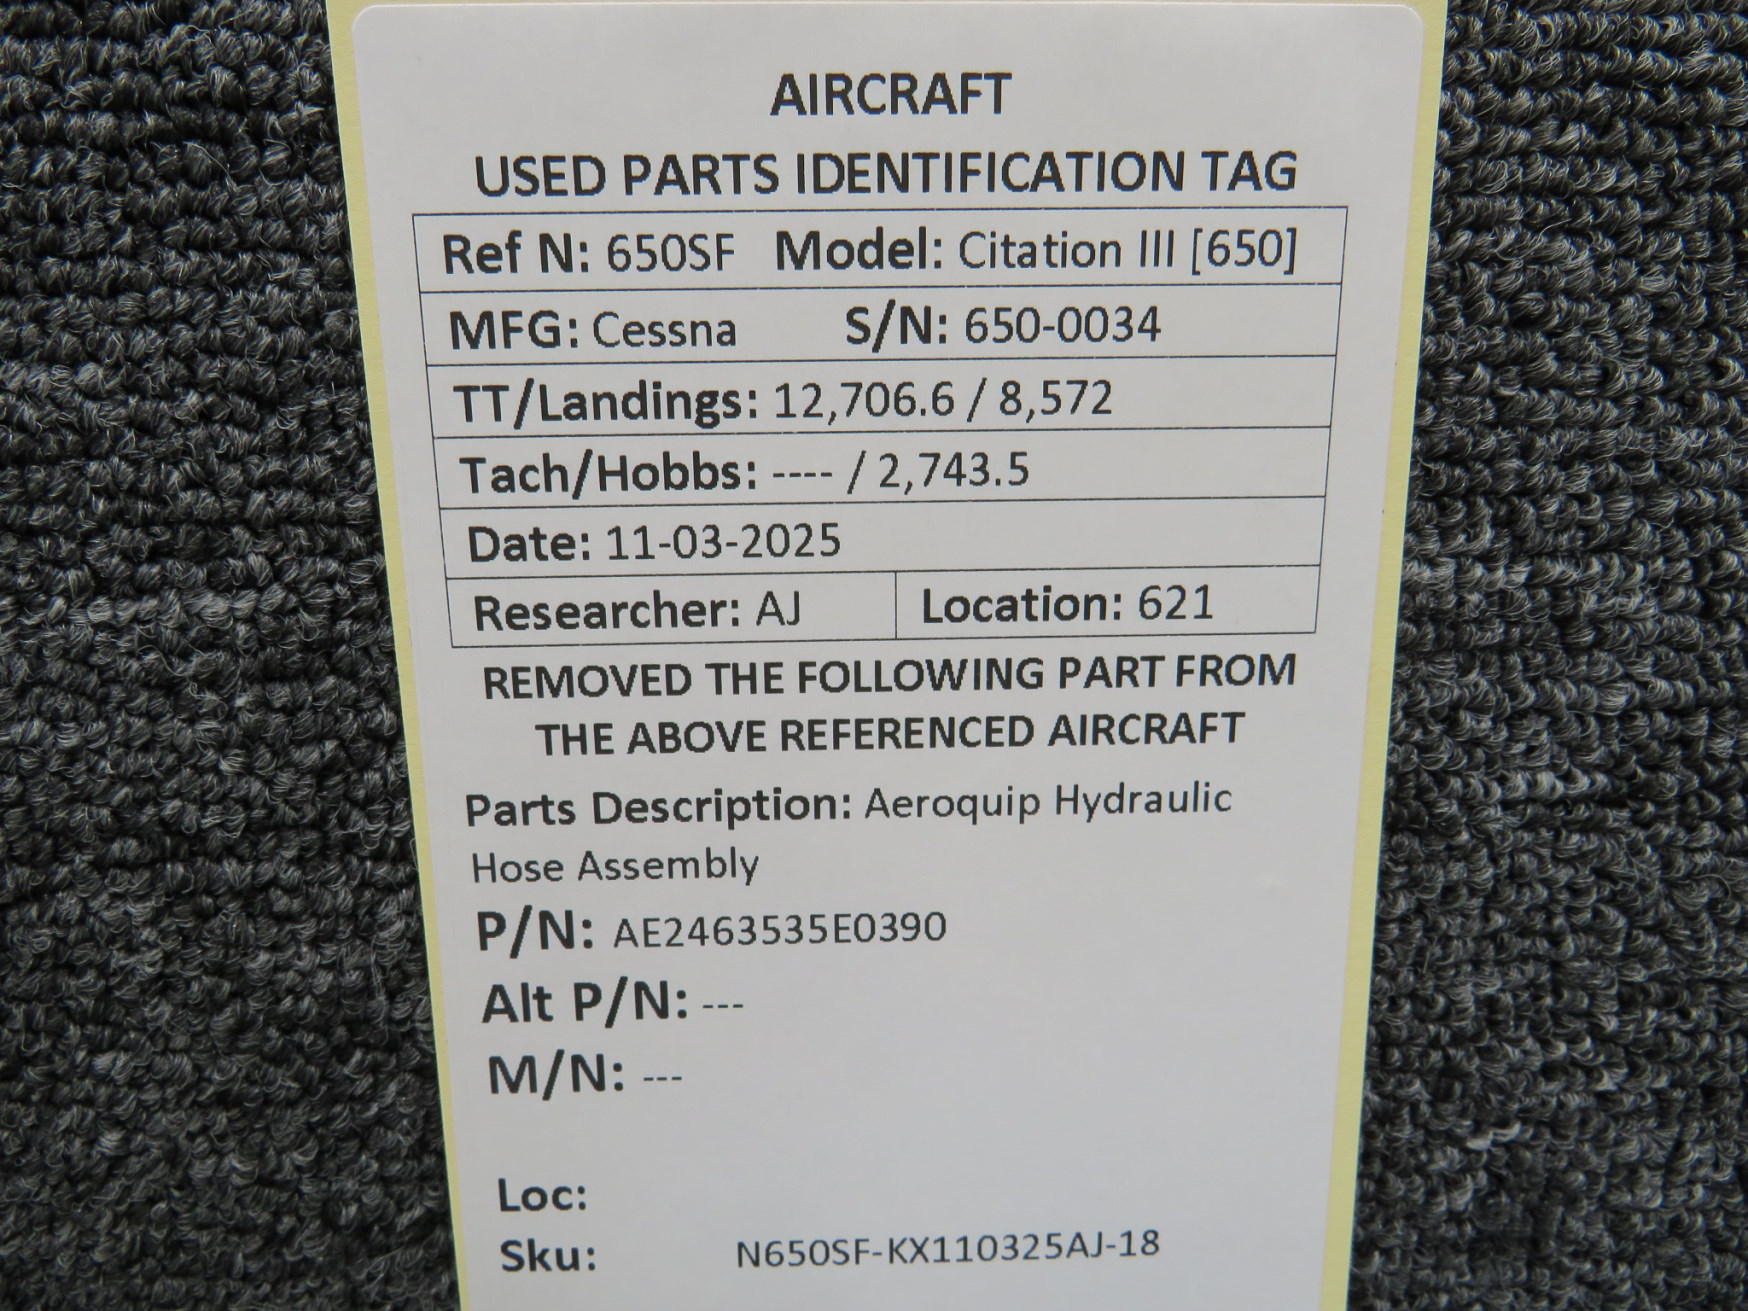 AIRCRAFT
USED PARTS IDENTIFICATION TAG
Ref N: 650SF Model: Citation III [650]
MFG: Cessna S/N: 650-0034
TT/Landings: 12,706.6 / 8,572
Tach/Hobbs: ---- / 2,743.5
Date: 11-03-2025
Researcher: AJ Location: 621
REMOVED THE FOLLOWING PART FROM
THE ABOVE REFERENCED AIRCRAFT
Parts Description: Aeroquip Hydraulic
Hose Assembly
P/N: AE2463535E0390
Alt P/N: ---
M/N: ---
Loc:
Sku: N650SF-KX110325AJ-18